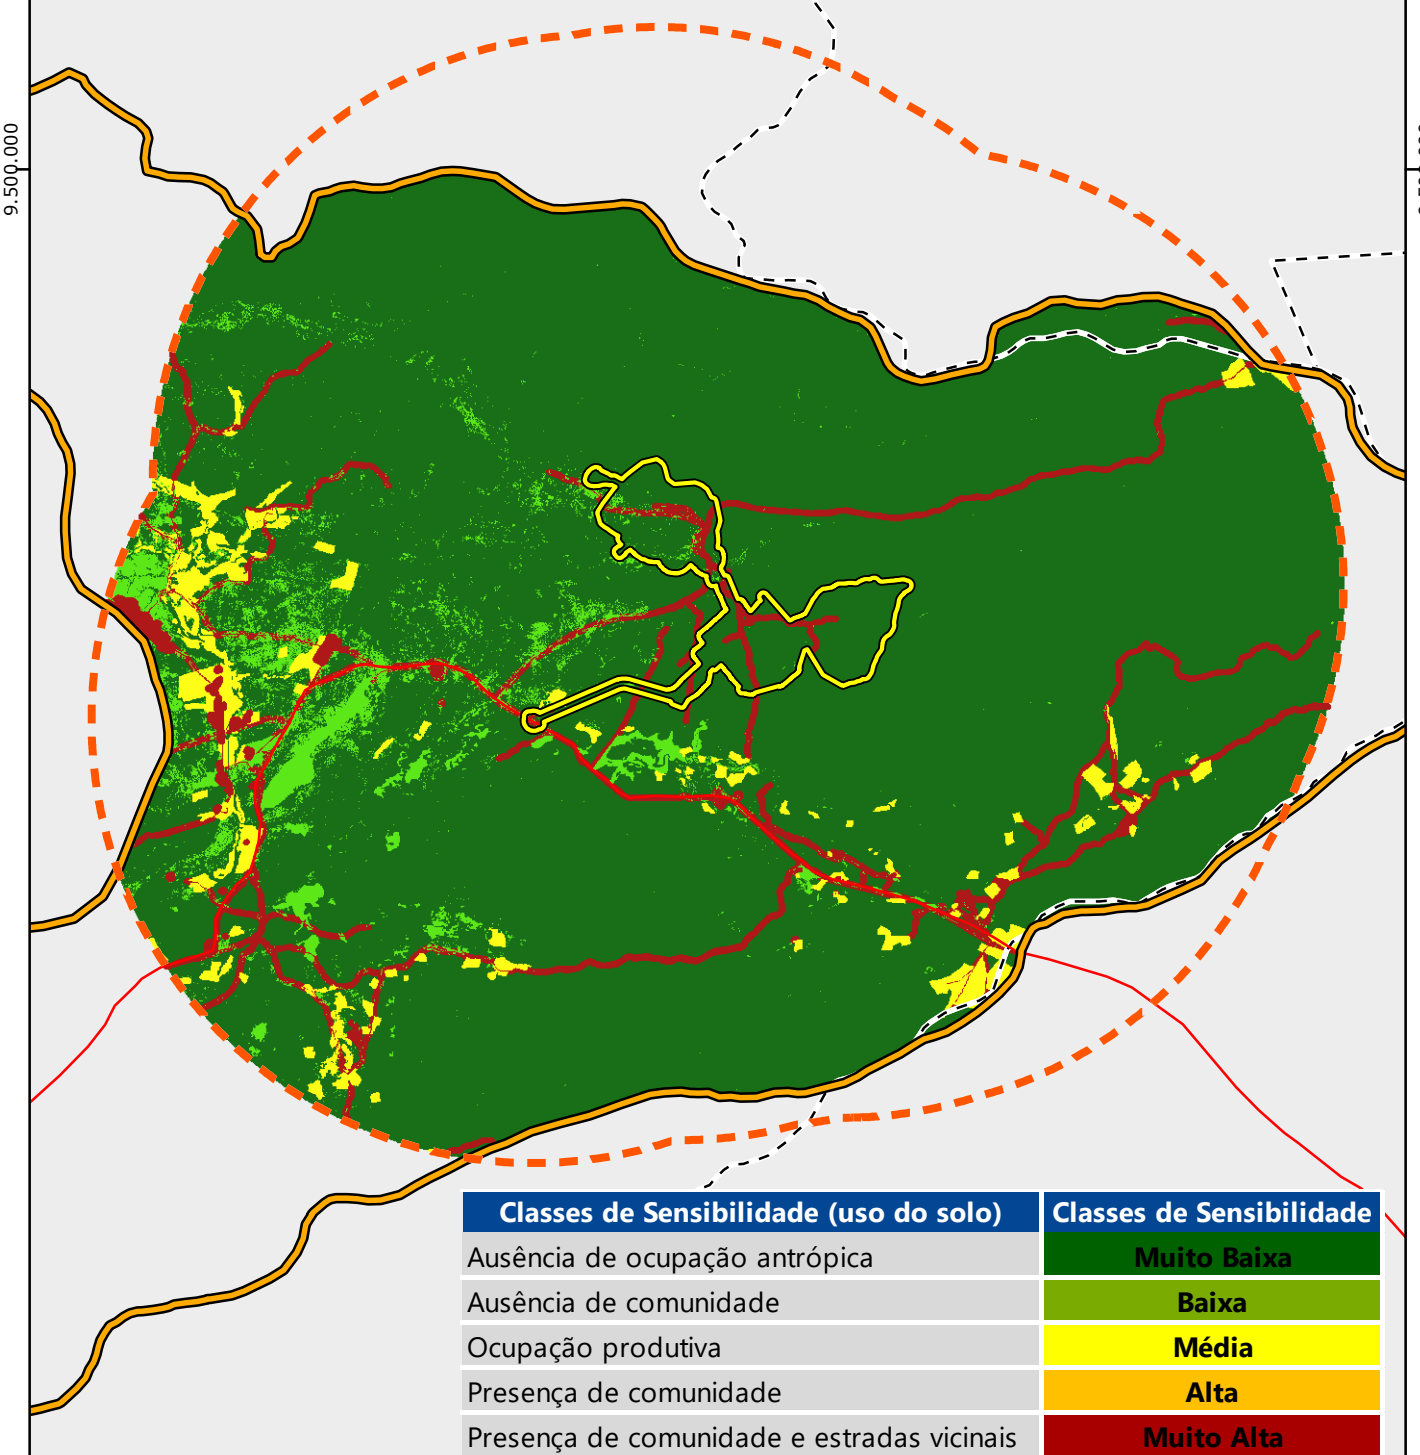 9.500.000
Classes de Sensibilidade (uso do solo) Classes de Sensibilidade
Ausência de ocupação antrópica Muito Baixa
Ausência de comunidade Baixa
Ocupação produtiva Média
Presença de comunidade Alta
Presença de comunidade e estradas vicinais Muito Alta